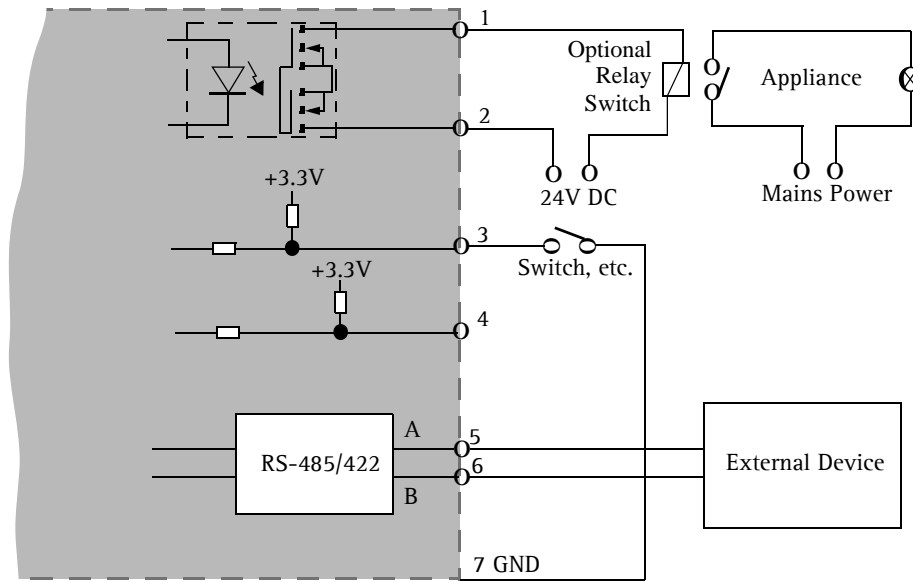 1
Optional
Relay
Switch
Appliance
2
24V DC
Mains Power
+3.3V
3
Switch, etc.
+3.3V
4
A
5
RS-485/422
6
External Device
B
7 GND